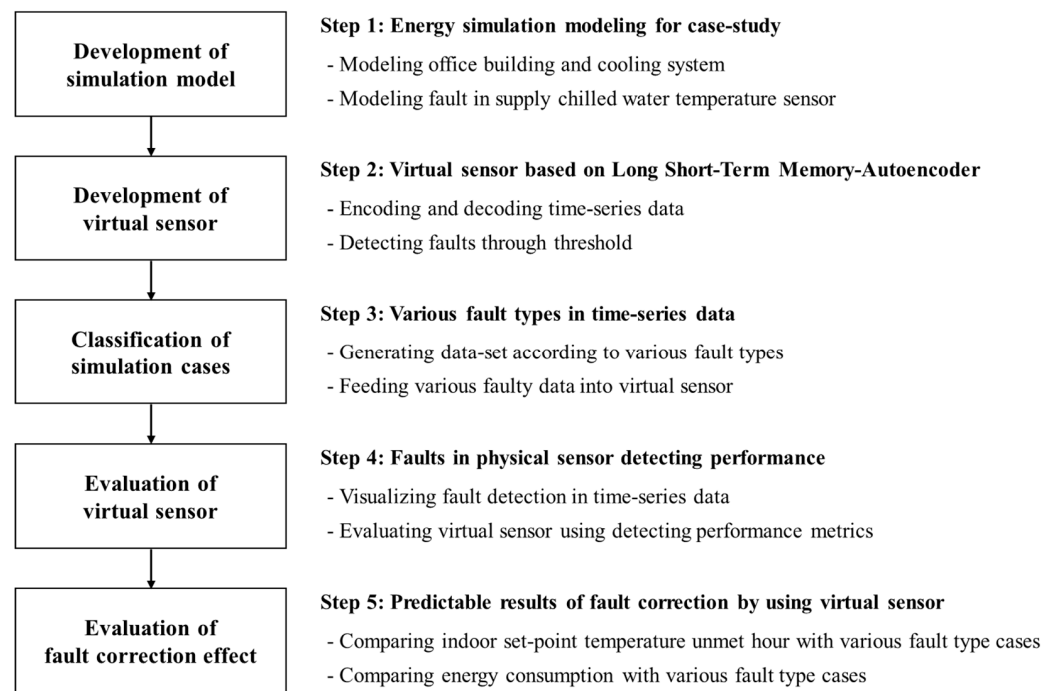 Development of
simulation model
Step 1: Energy simulation modeling for case-study
- Modeling office building and cooling system
- Modeling fault in supply chilled water temperature sensor
Development of
virtual sensor
Step 2: Virtual sensor based on Long Short-Term Memory-Autoencoder
- Encoding and decoding time-series data
- Detecting faults through threshold
Classification of
simulation cases
Step 3: Various fault types in time-series data
- Generating data-set according to various fault types
- Feeding various faulty data into virtual sensor
Evaluation of
virtual sensor
Step 4: Faults in physical sensor detecting performance
- Visualizing fault detection in time-series data
- Evaluating virtual sensor using detecting performance metrics
Evaluation of
fault correction effect
Step 5: Predictable results of fault correction by using virtual sensor
- Comparing indoor set-point temperature unmet hour with various fault type cases
- Comparing energy consumption with various fault type cases